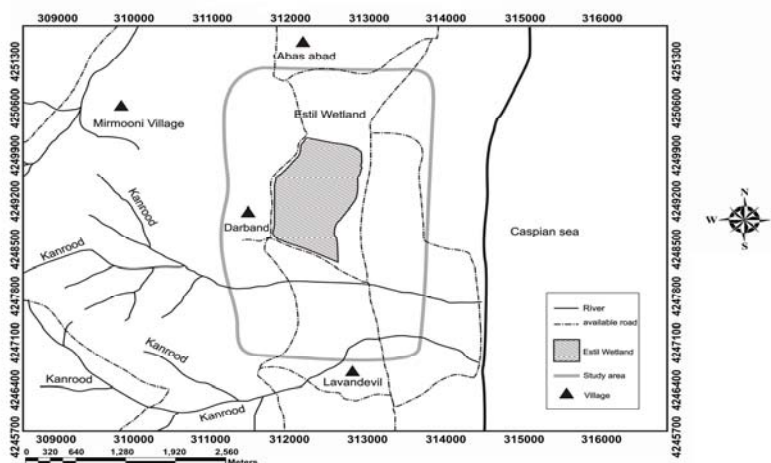 309000 310000 311000 312000 313000 314000 315000 316000
4251300
4250600
4249900
4249200
4248500
4247800
4247100
4246400
4245700
4251300
4250600
4249900
4249200
4248500
4247800
4247100
4246400
4245700
Abas abad
Mirmooni Village
Estil Wetland
Kanrood
Darband
Kanrood
Caspian sea
N
W E
S
River
available road
Estil Wetland
Study area
Village
Kanrood
Kanrood
Lavandevil
Kanrood
309000 310000 311000 312000 313000 314000 315000 316000
0 320 640 1,280 1,920 2,560
Meters